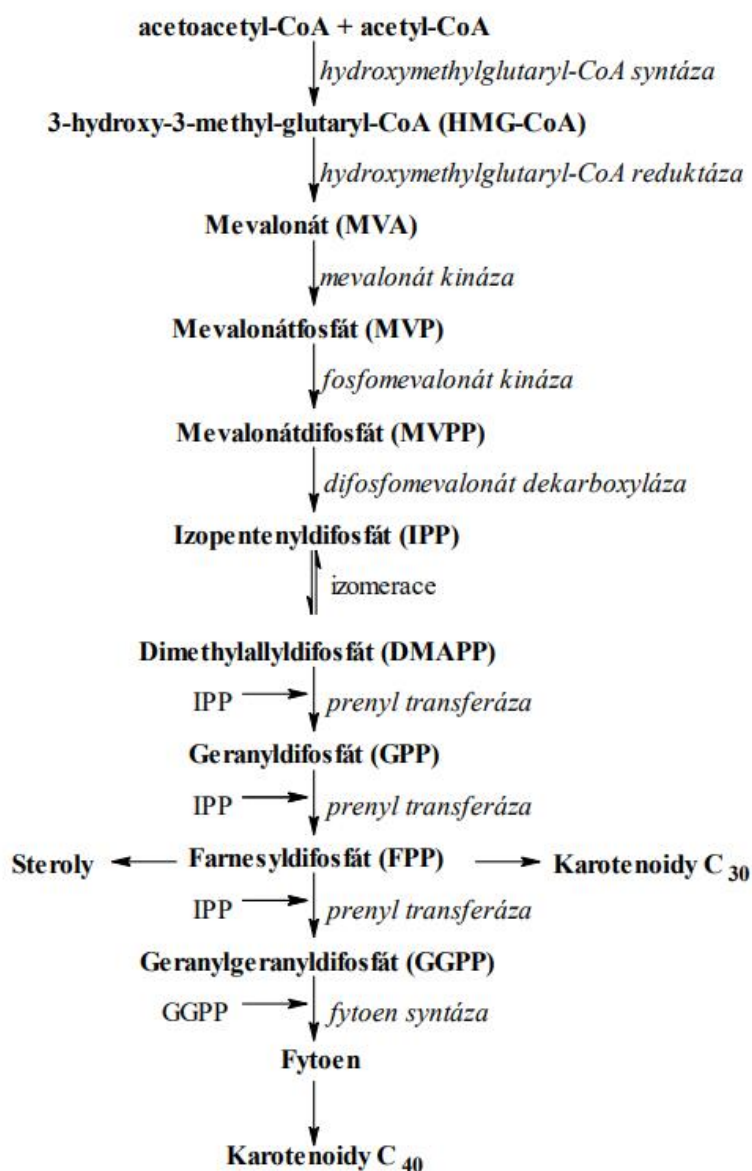 acetoacetyl-CoA + acetyl-CoA
hydroxymethylglutaryl-CoA syntáza
3-hydroxy-3-methyl-glutaryl-CoA (HMG-CoA)
hydroxymethylglutaryl-CoA reduktáza
Mevalonát (MVA)
mevalonát kináza
Mevalonátfosfát (MVP)
fosfomevalonát kináza
Mevalonátdifosfát (MVPP)
difosfomevalonát dekarboxyláza
Izopentenyldifosfát (IPP)
izomerace
Dimethylallyldifosfát (DMAPP)
IPP prenyl transferáza
Geranyldifosfát (GPP)
IPP prenyl transferáza
Steroly Farnesyldifosfát (FPP) Karotenoidy C30
IPP prenyl transferáza
Geranylgeranyldifosfát (GGPP)
GGPP fytoen syntáza
Fytoen
Karotenoidy C40